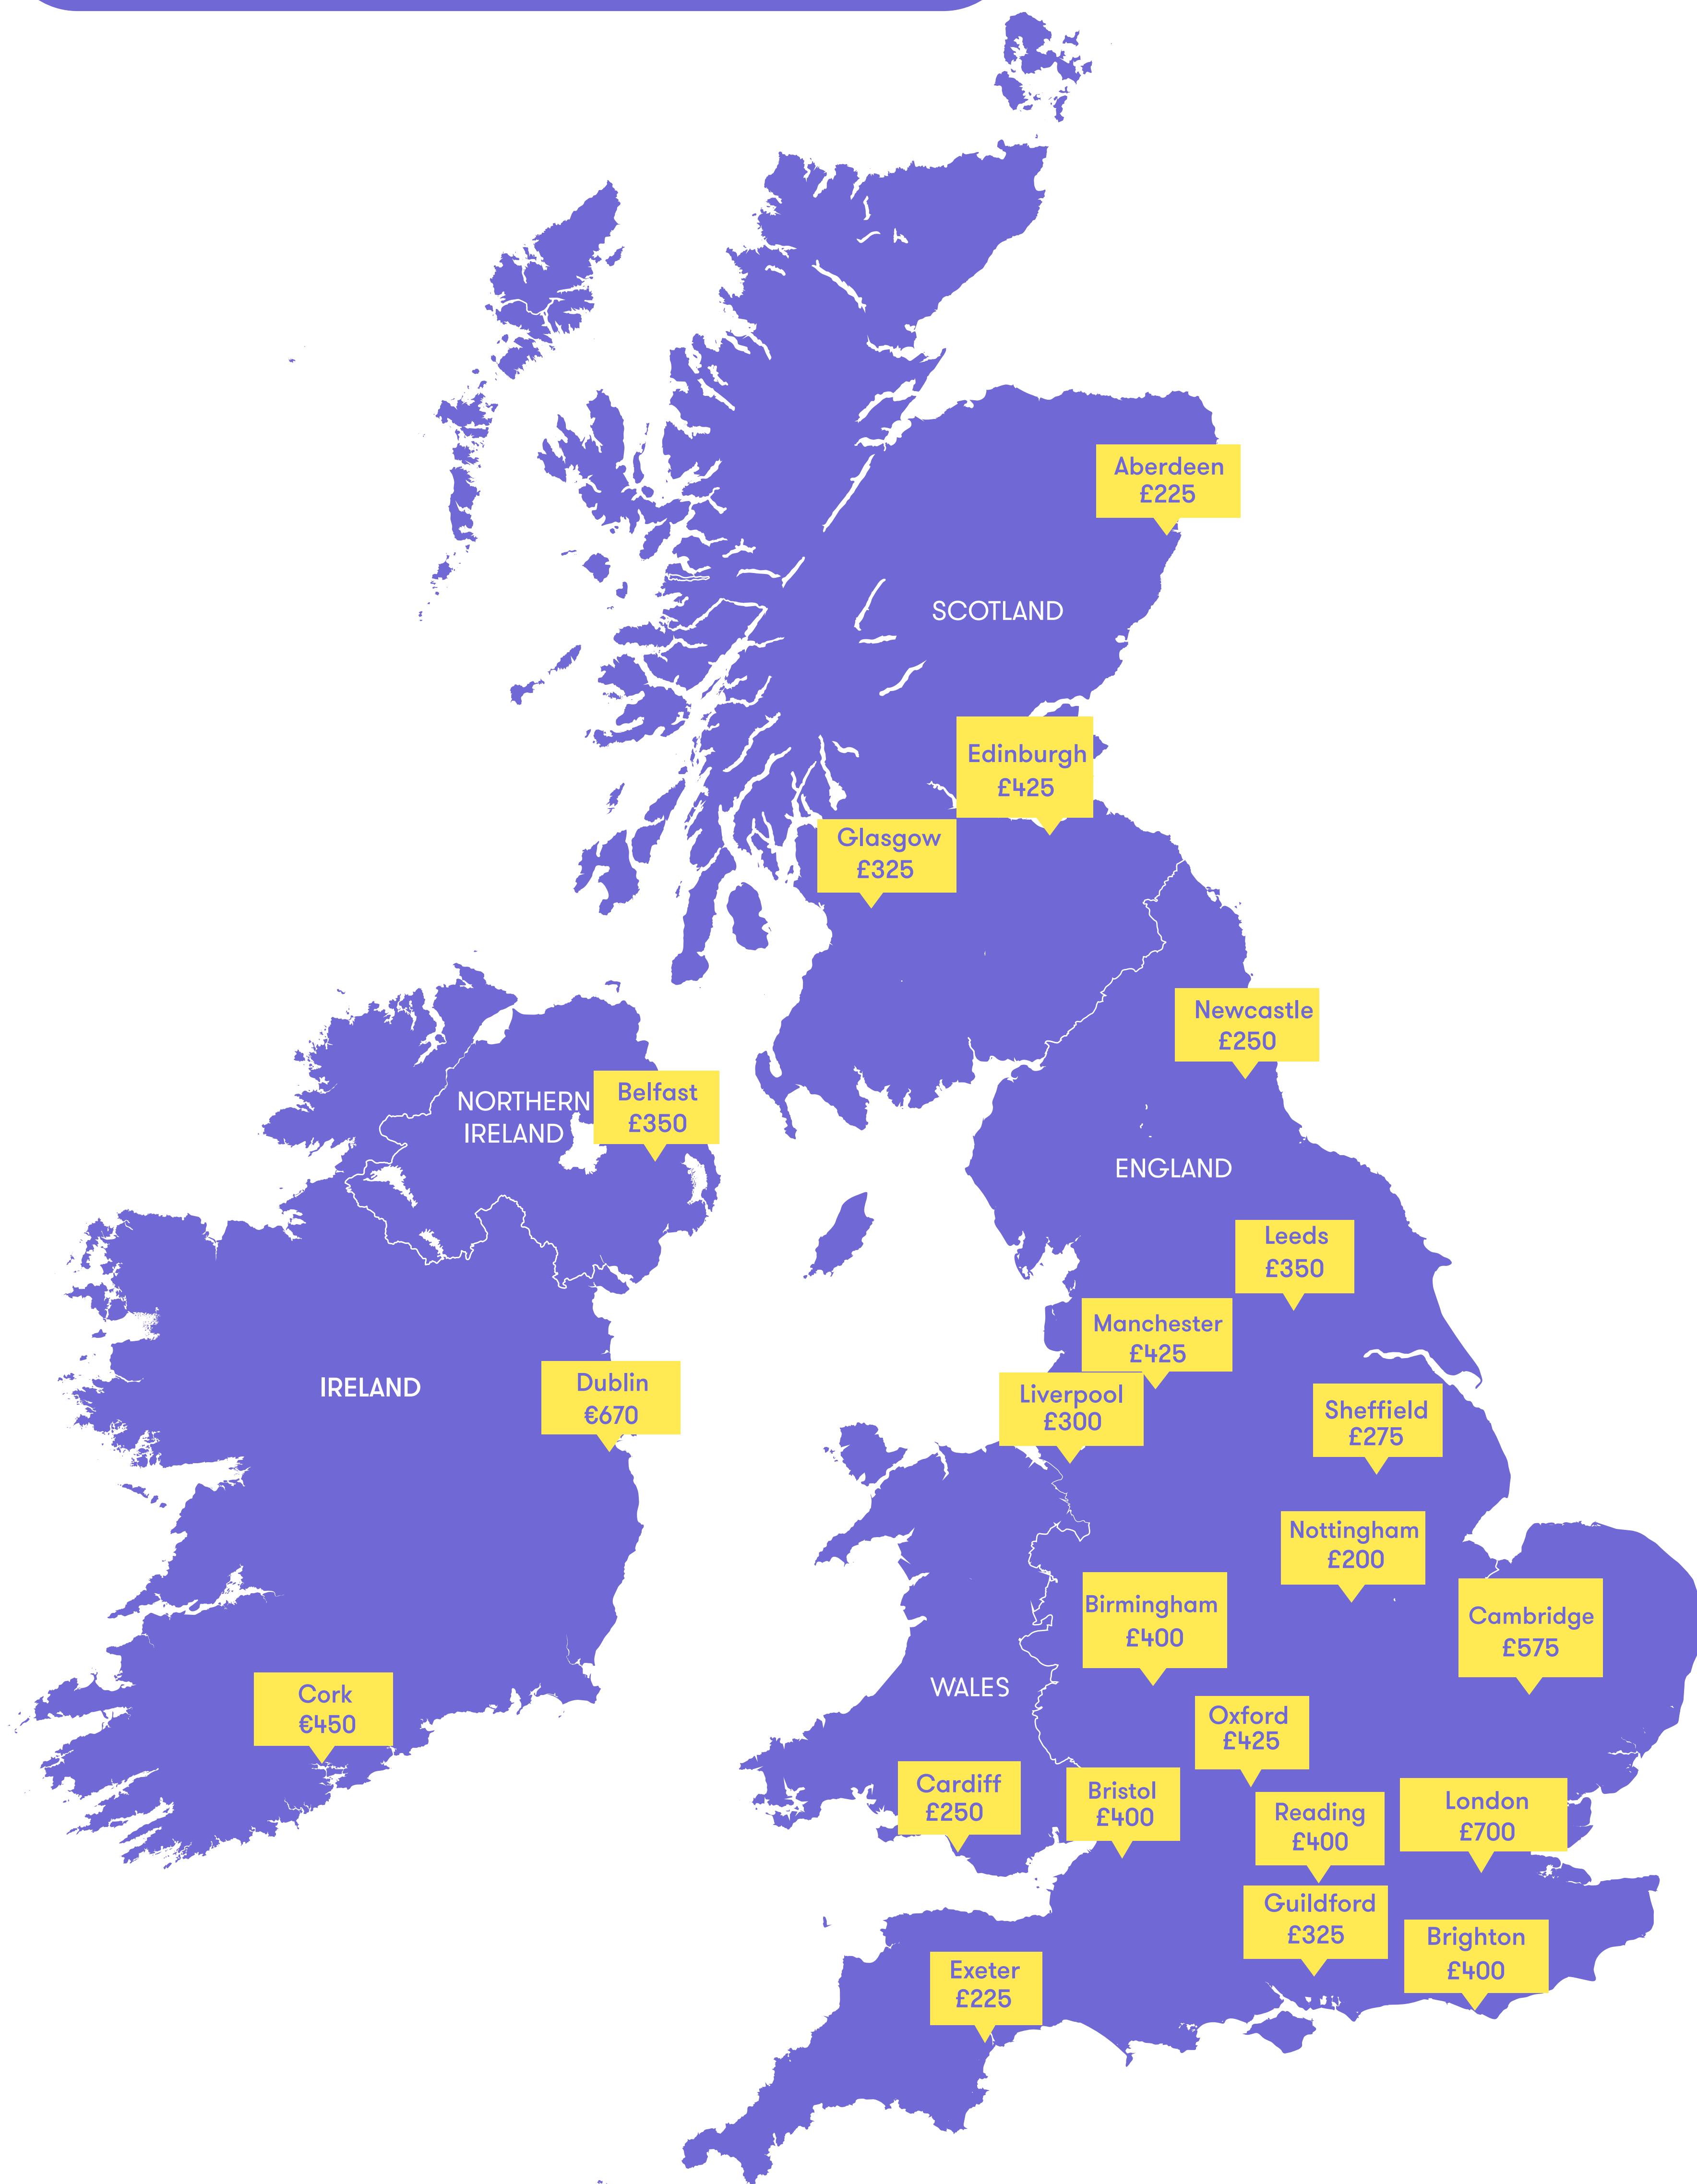 Aberdeen
£225
SCOTLAND
Edinburgh
£425
Glasgow
£325
Newcastle
£250
NORTHERN
IRELAND
Belfast
£350
ENGLAND
Leeds
£350
Manchester
£425
IRELAND
Dublin
€670
Liverpool
£300
Sheffield
£275
Nottingham
£200
Birmingham
£400
Cambridge
£575
WALES
Cork
€450
Oxford
£425
Cardiff
£250
Bristol
£400
Reading
£400
London
£700
Guildford
£325
Brighton
£400
Exeter
£225